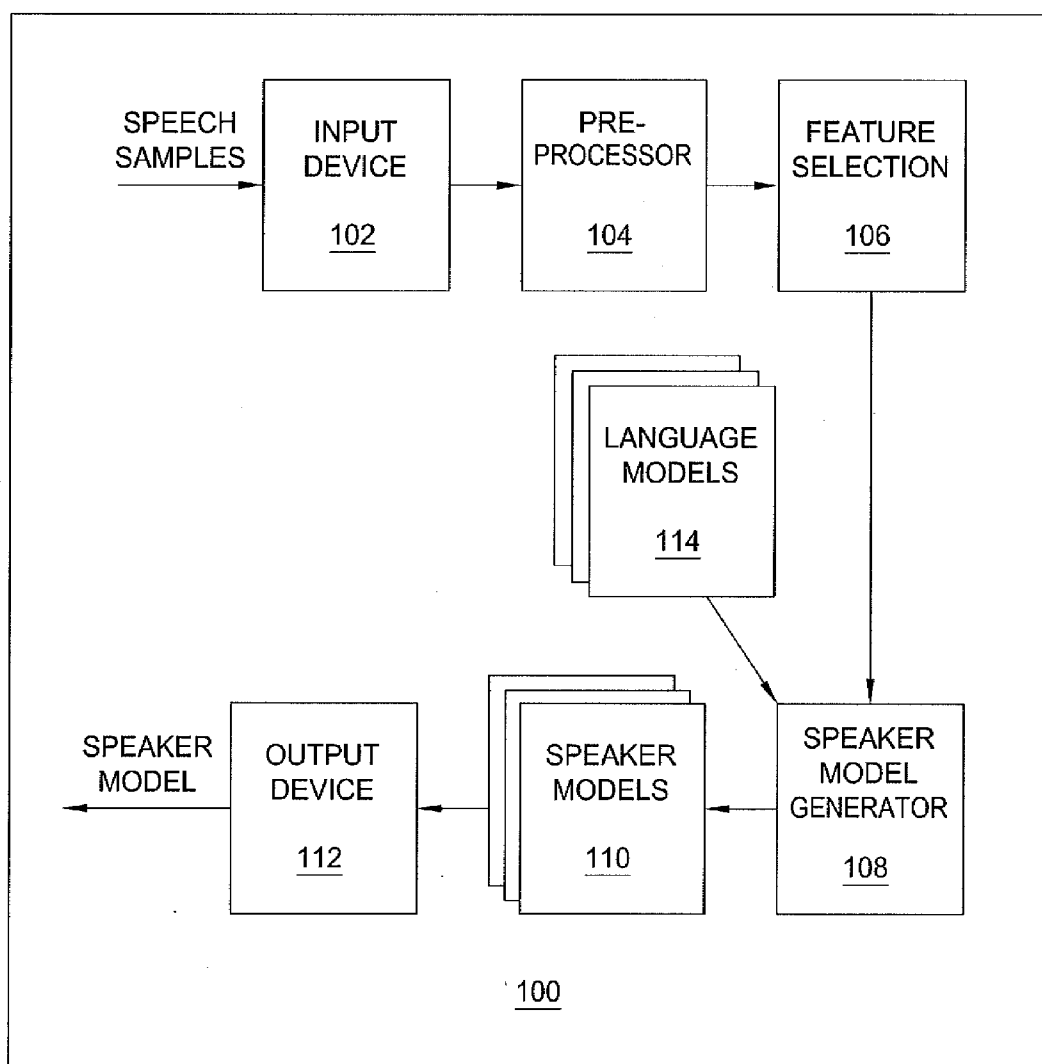 SPEECH
SAMPLES
INPUT
DEVICE
102
PRE-
PROCESSOR
104
FEATURE
SELECTION
106
LANGUAGE
MODELS
114
SPEAKER
MODEL
GENERATOR
108
SPEAKER
MODELS
110
OUTPUT
DEVICE
112
SPEAKER
MODEL
100